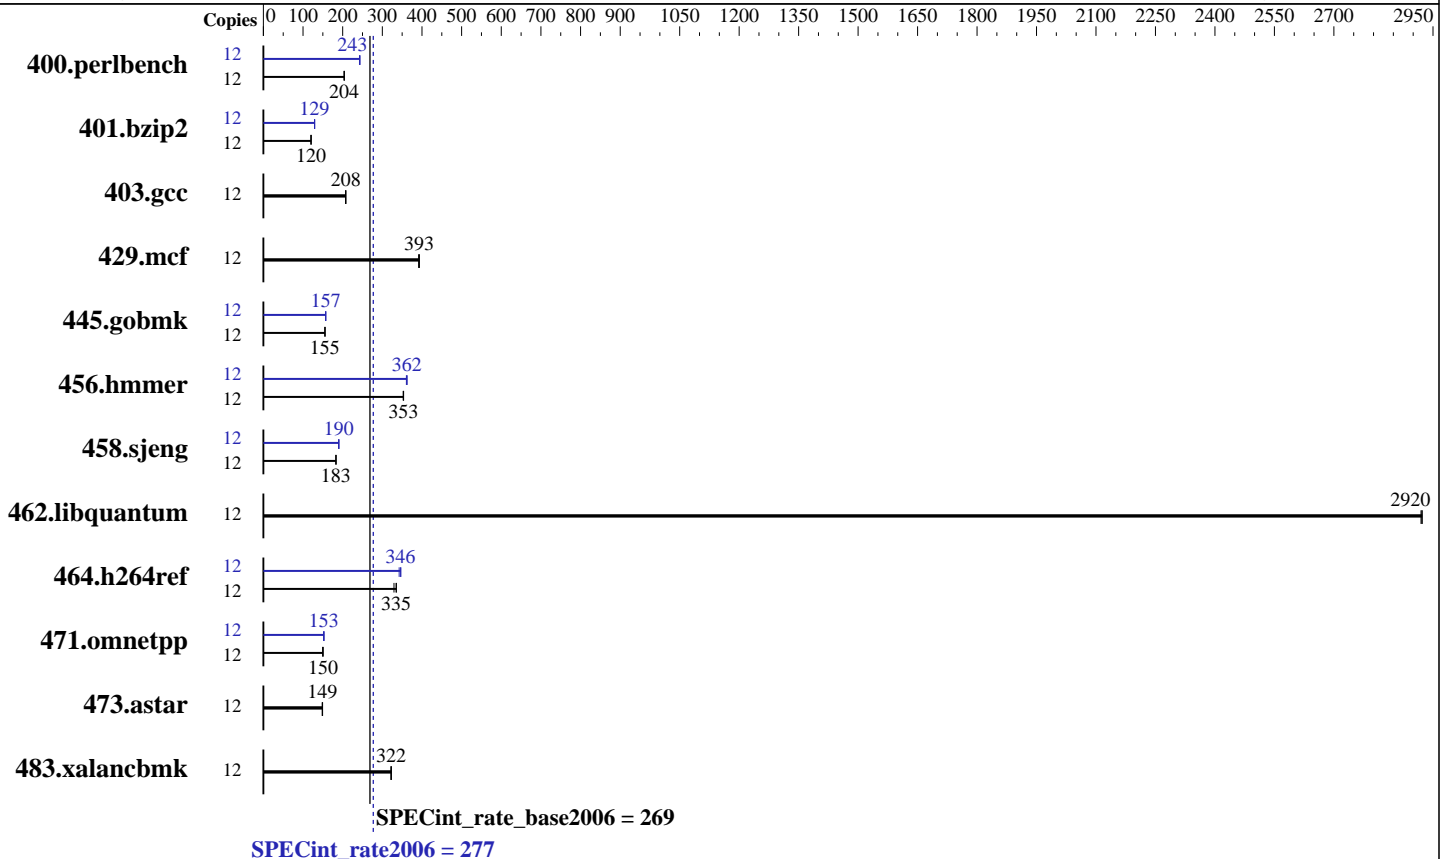 Copies 0 100 200 300 400 500 600 700 800 900 1050 1200 1350 1500 1650 1800 1950 2100 2250 2400 2550 2700 2950
400.perlbench 12 243
12 204
401.bzip2 12 129
12 120
403.gcc 12 208
429.mcf 12 393
445.gobmk 12 157
12 155
456.hmmer 12 362
12 353
458.sjeng 12 190
12 183
462.libquantum 12 2920
464.h264ref 12 346
12 335
471.omnetpp 12 153
12 150
473.astar 12 149
483.xalancbmk 12 322
SPECint_rate_base2006 = 269
SPECint_rate2006 = 277